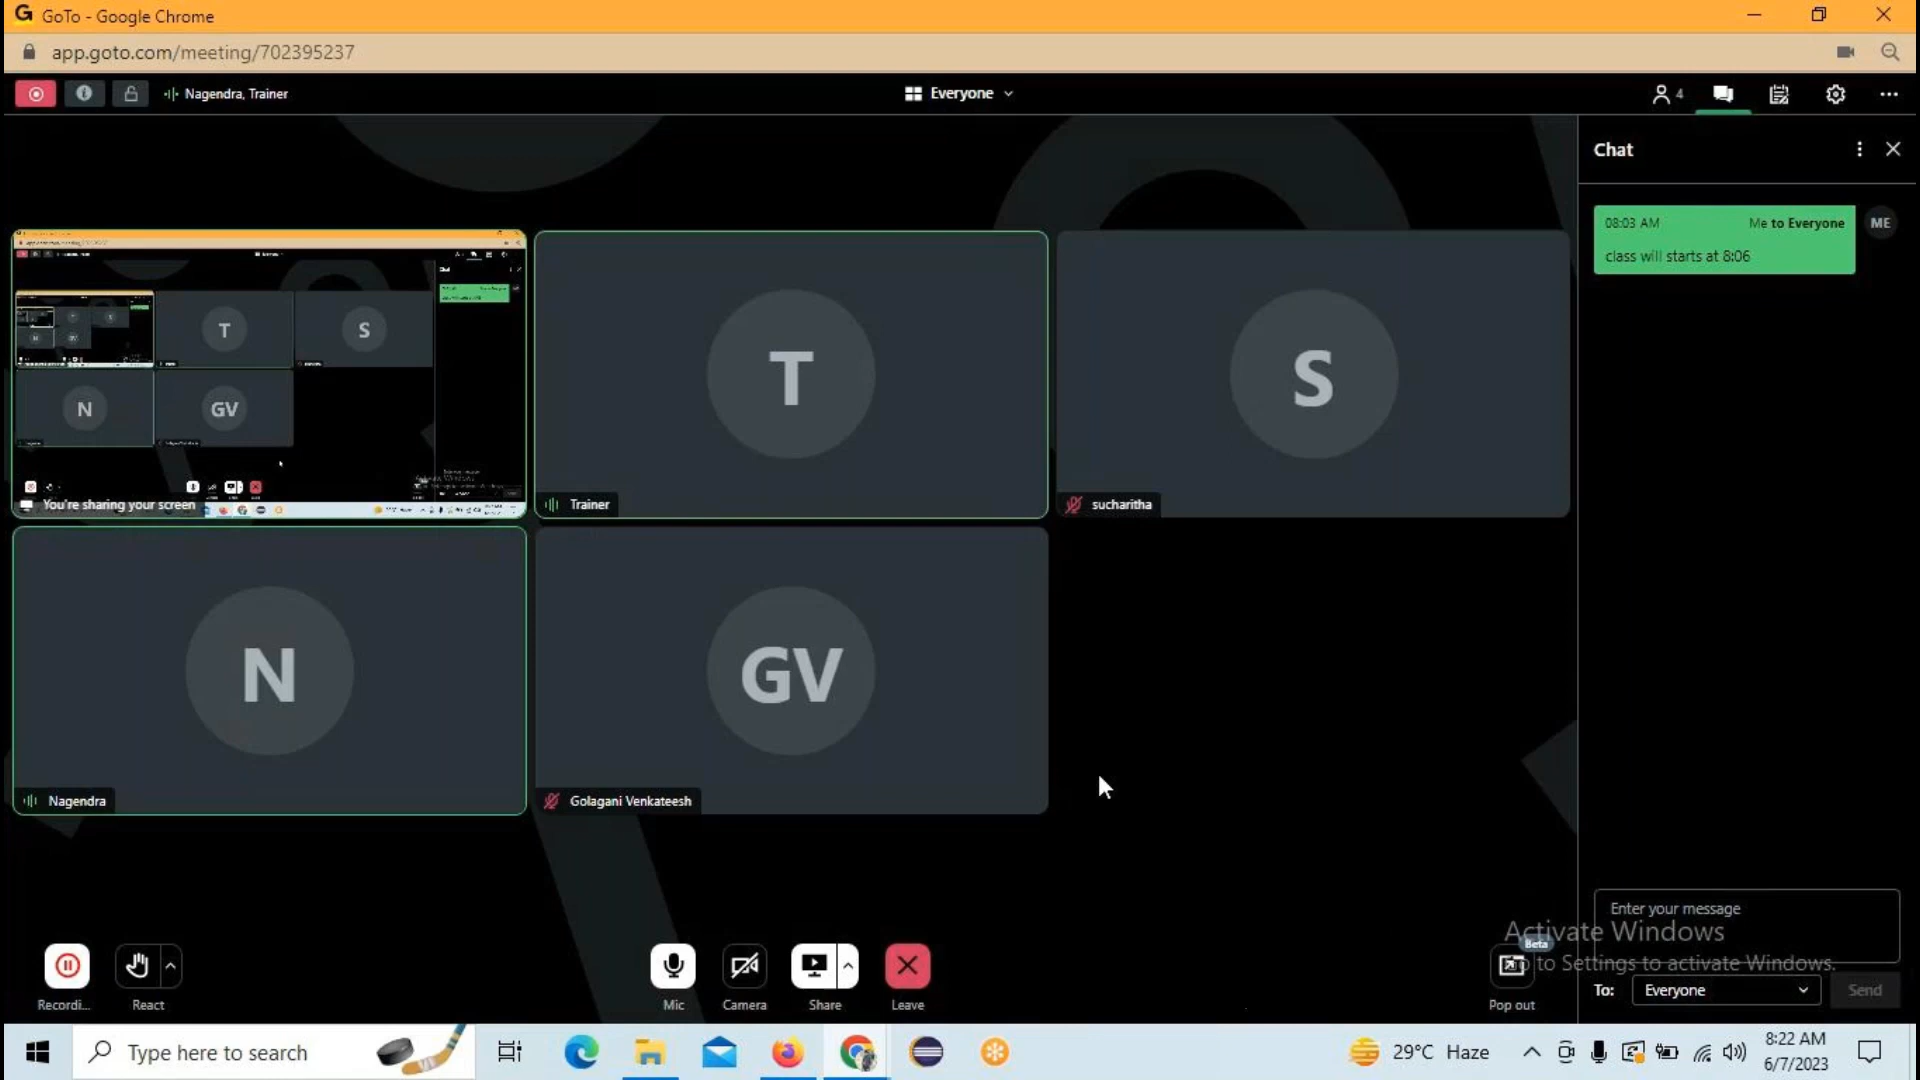 G GoTo - Google Chrome
app.goto.com/meeting/702395237
Nagendra, Trainer
Everyone
4
Chat
08:03 AM Me to Everyone
class will starts at 8:06
ME
T
S
N
GV
You're sharing your screen
T
Trainer
S
sucharitha
N
Nagendra
GV
Golagani Venkateesh
Enter your message
Activate Windows
to Settings to activate Windows.
Beta
To: Everyone
Send
Recordi...
React
Mic
Camera
Share
Leave
Pop out
Type here to search
29°C Haze
8:22 AM
6/7/2023